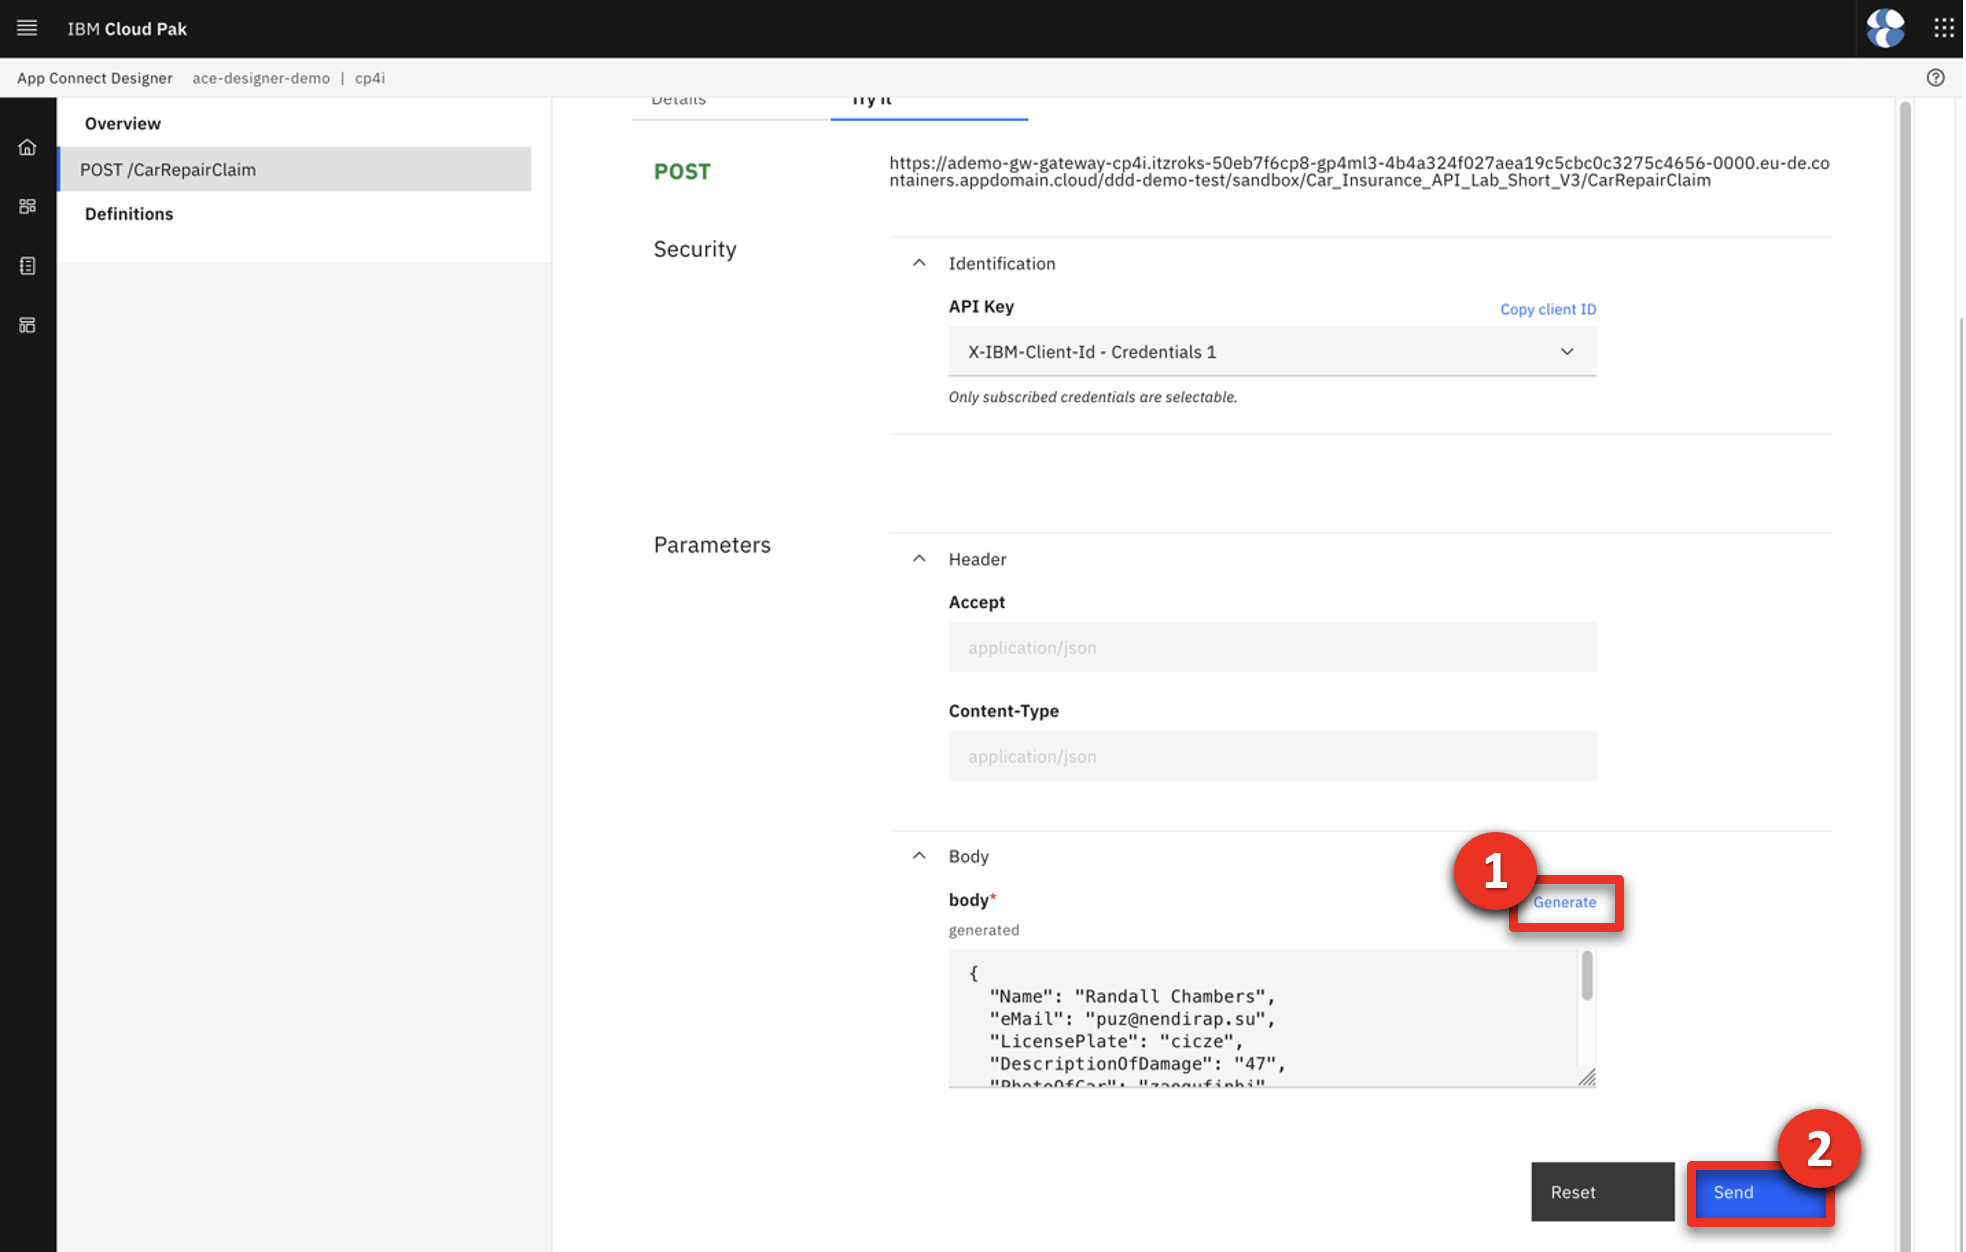 IBM Cloud Pak
App Connect Designer ace-designer-demo | cp4i
Overview
POST /CarRepairClaim
Definitions
Details
Try it
POST
https://ademo-gw-gateway-cp4i.itzroks-50eb7f6cp8-gp4ml3-4b4a324f027aea19c5cbc0c3275c4656-0000.eu-de.co
ntainers.appdomain.cloud/ddd-demo-test/sandbox/Car_Insurance_API_Lab_Short_V3/CarRepairClaim
Security
Identification
API Key
Copy client ID
X-IBM-Client-Id - Credentials 1
Only subscribed credentials are selectable.
Parameters
Header
Accept
application/json
Content-Type
application/json
Body
1
body*
Generate
generated
{
"Name": "Randall Chambers",
"eMail": "puz@nendirap.su",
"LicensePlate": "cicze",
"DescriptionOfDamage": "47",
"PhotoOfCar":
2
Reset
Send